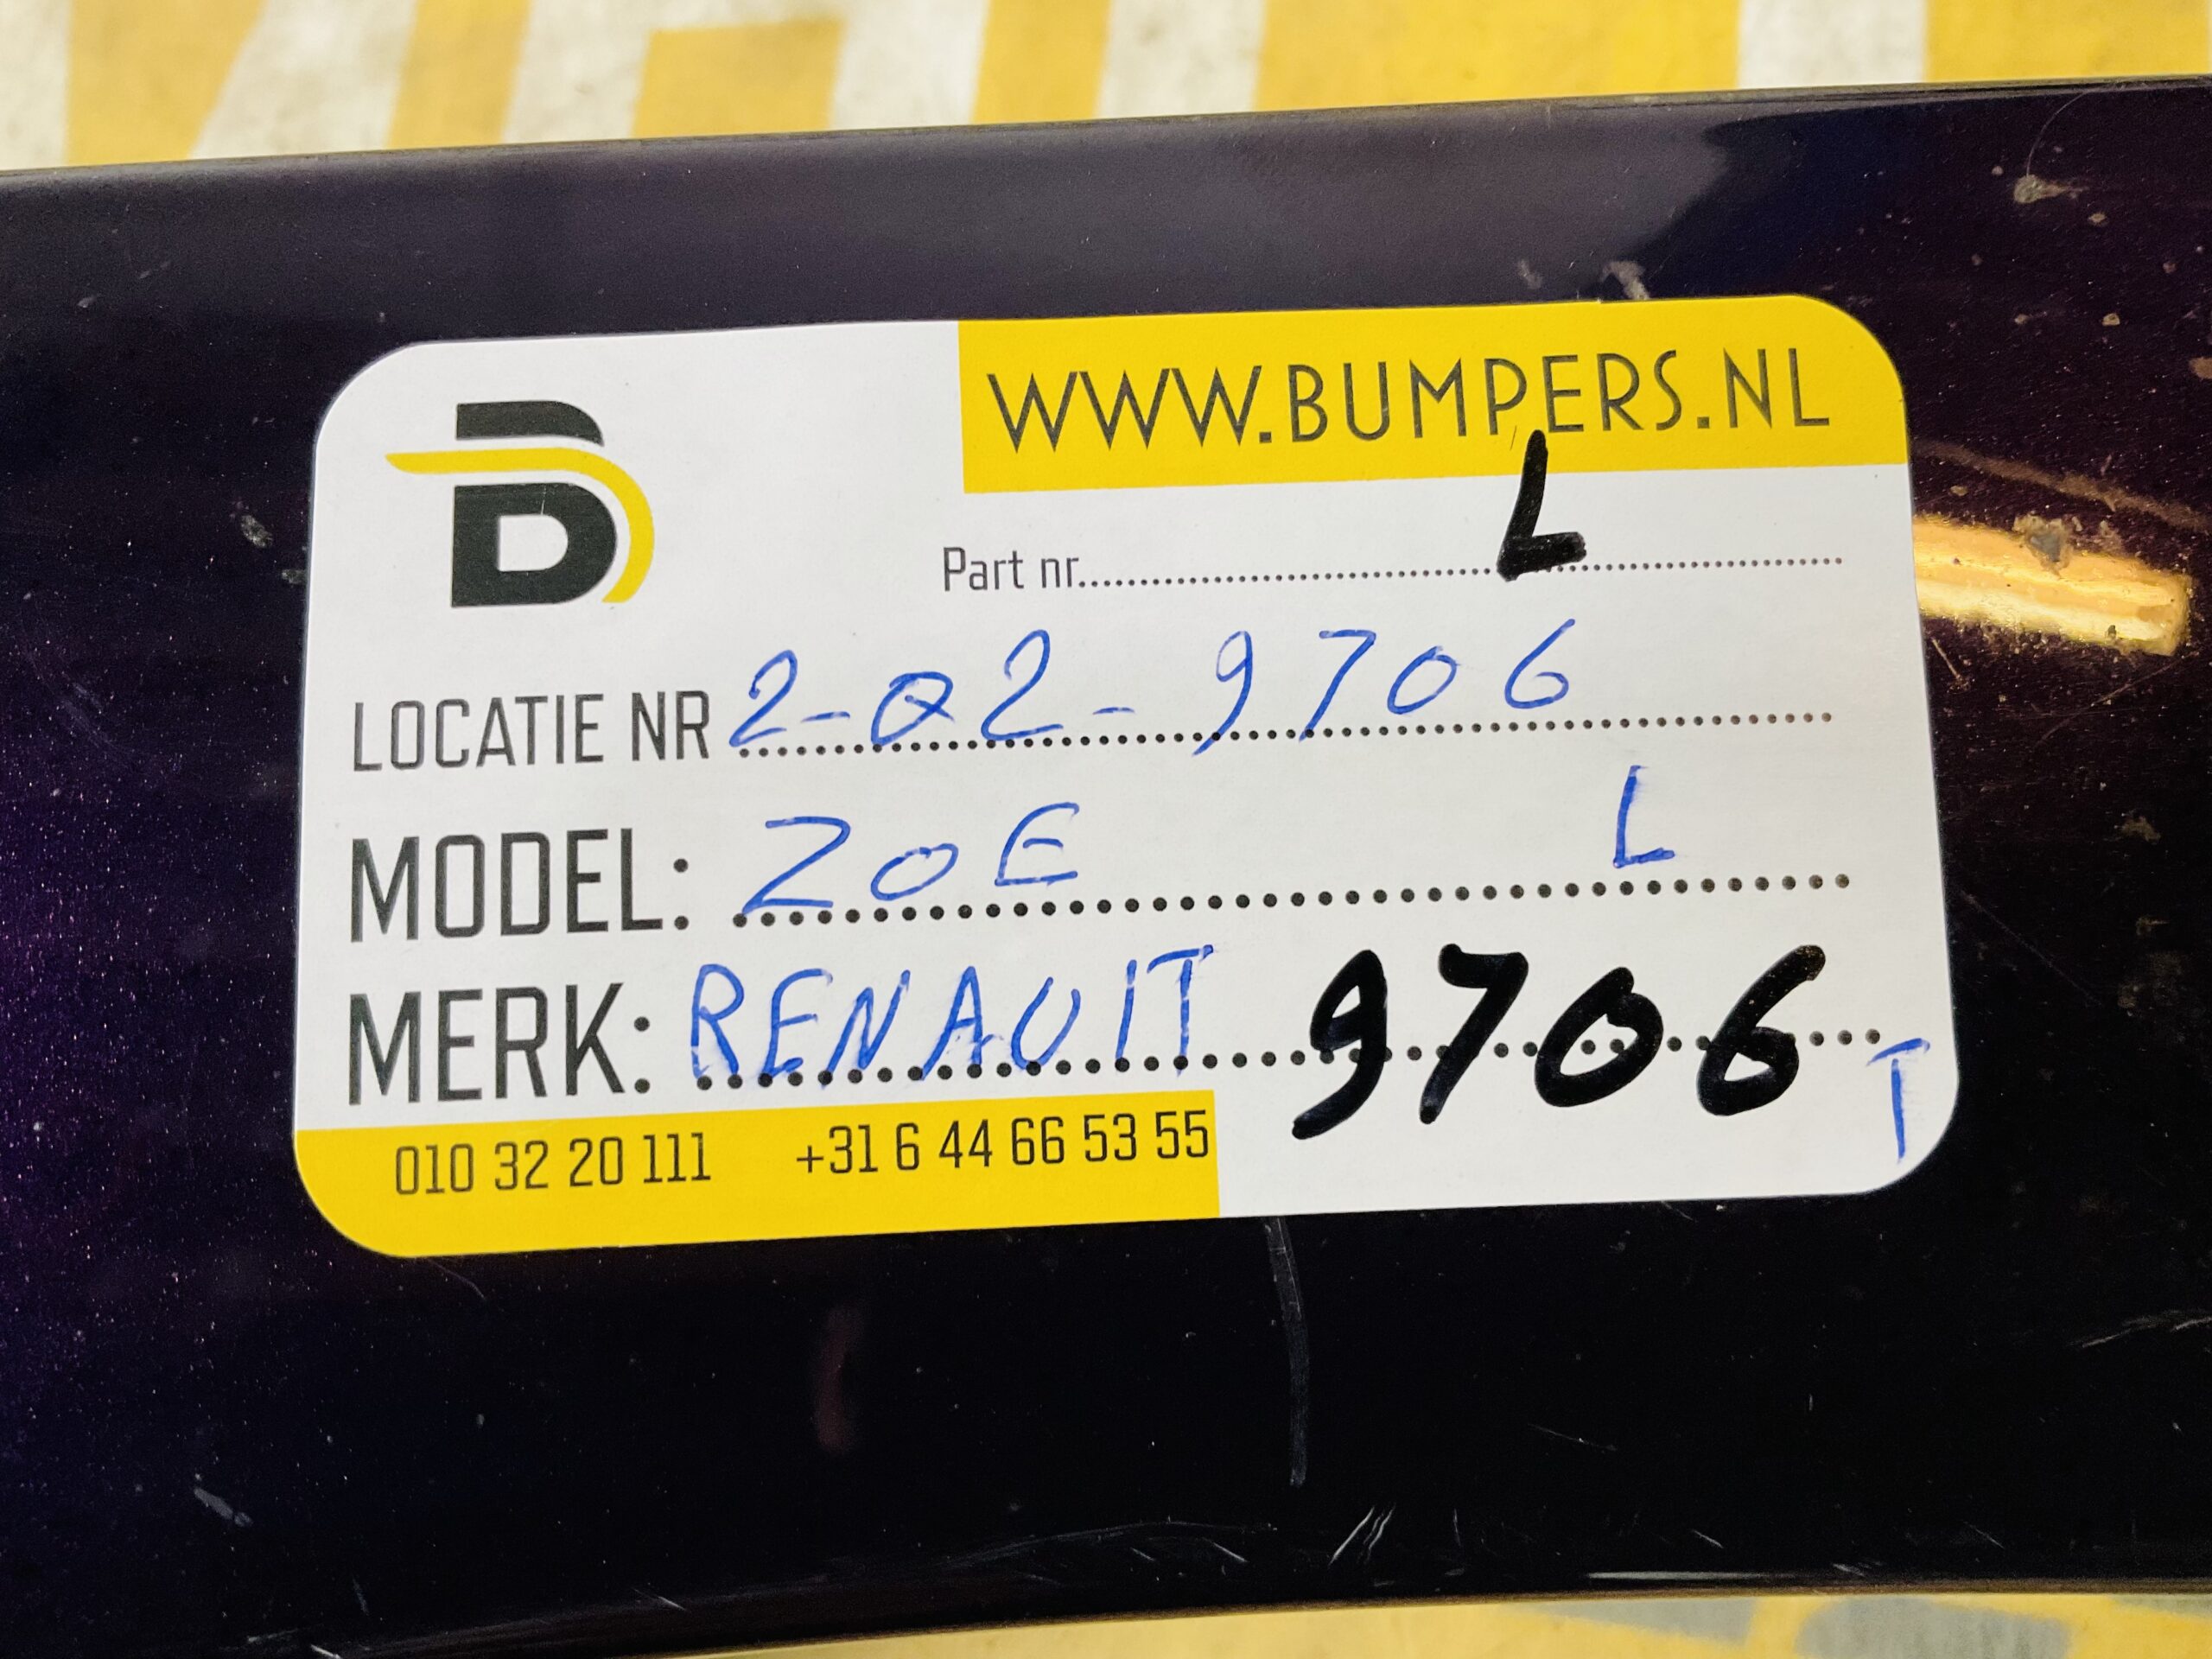 WWW.BUMPERS.NL
L
Part nr..........
LOCATIE NR 2-02-9706
L
MODEL: ZOE
MERK: RENAUIT 9706
T
010 32 20 111 +31 6 44 66 53 55